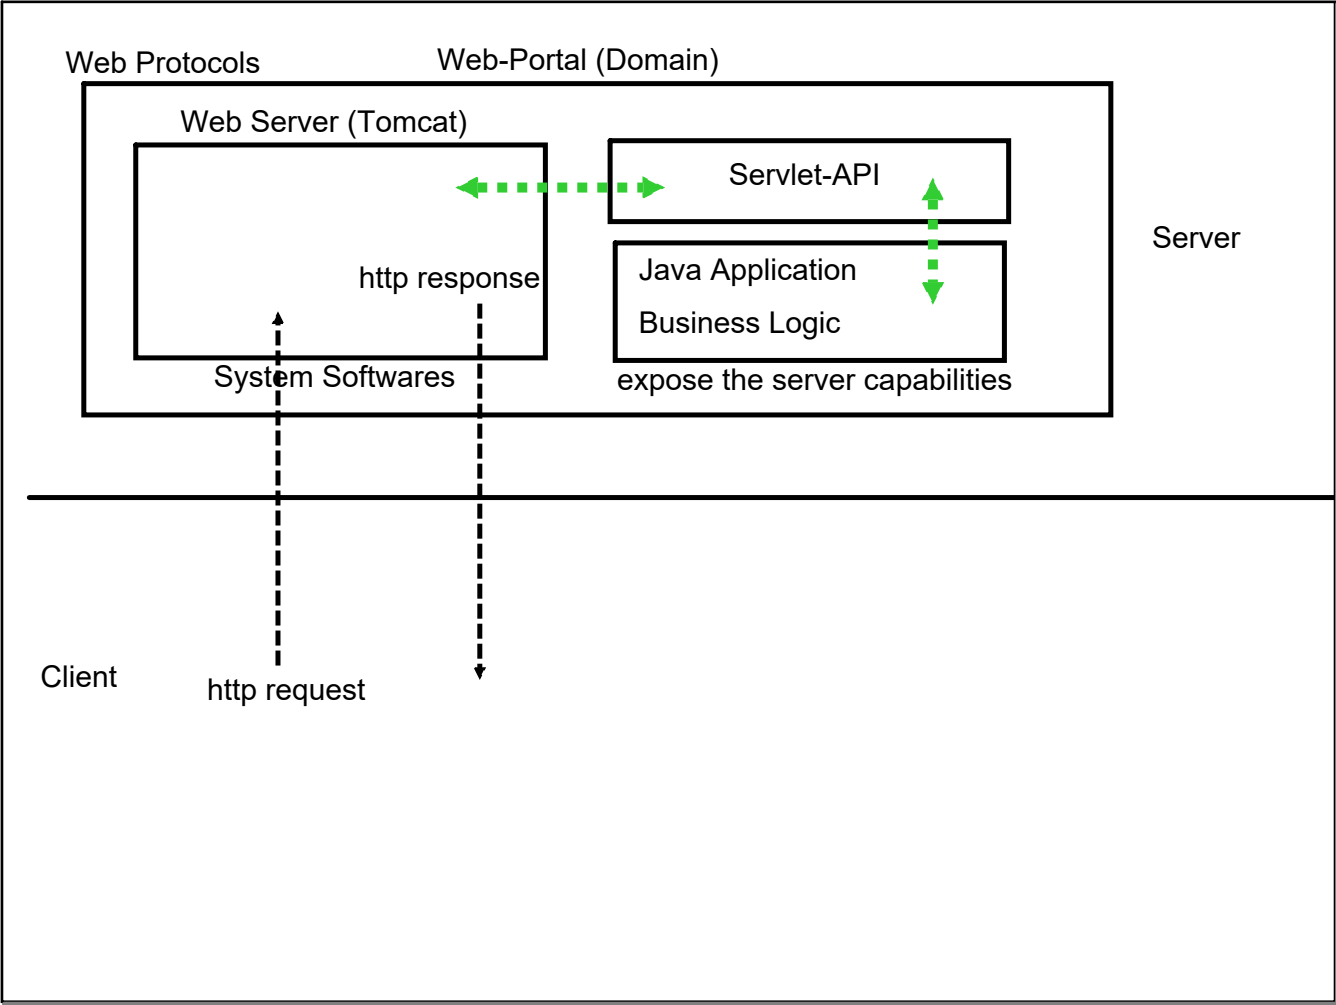 Web Protocols
Web-Portal (Domain)
Web Server (Tomcat)
Servlet-API
Server
http response
Java Application
Business Logic
System Softwares
expose the server capabilities
Client
http request